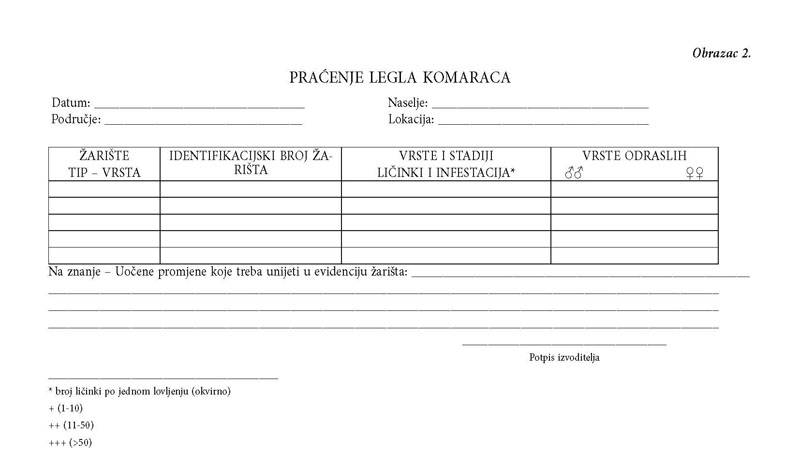 Obrazac 2.
PRAĆENJE LEGLA KOMARACA
Datum: ______________________________ Naselje: ______________________________
Područje: ______________________________ Lokacija: ______________________________
ŽARIŠTE TIP – VRSTA
IDENTIFIKACIJSKI BROJ ŽA-
RIŠTA
VRSTE I STADIJI
LIČINKI I INFESTACIJA*
VRSTE ODRASLIH
♂♂ ♀♀
Na znanje – Uočene promjene koje treba unijeti u evidenciju žarišta: ______________________________
Potpis izvoditelja
* broj ličinki po jednom lovljenju (okvirno)
+ (1-10)
++ (11-50)
+++ (>50)